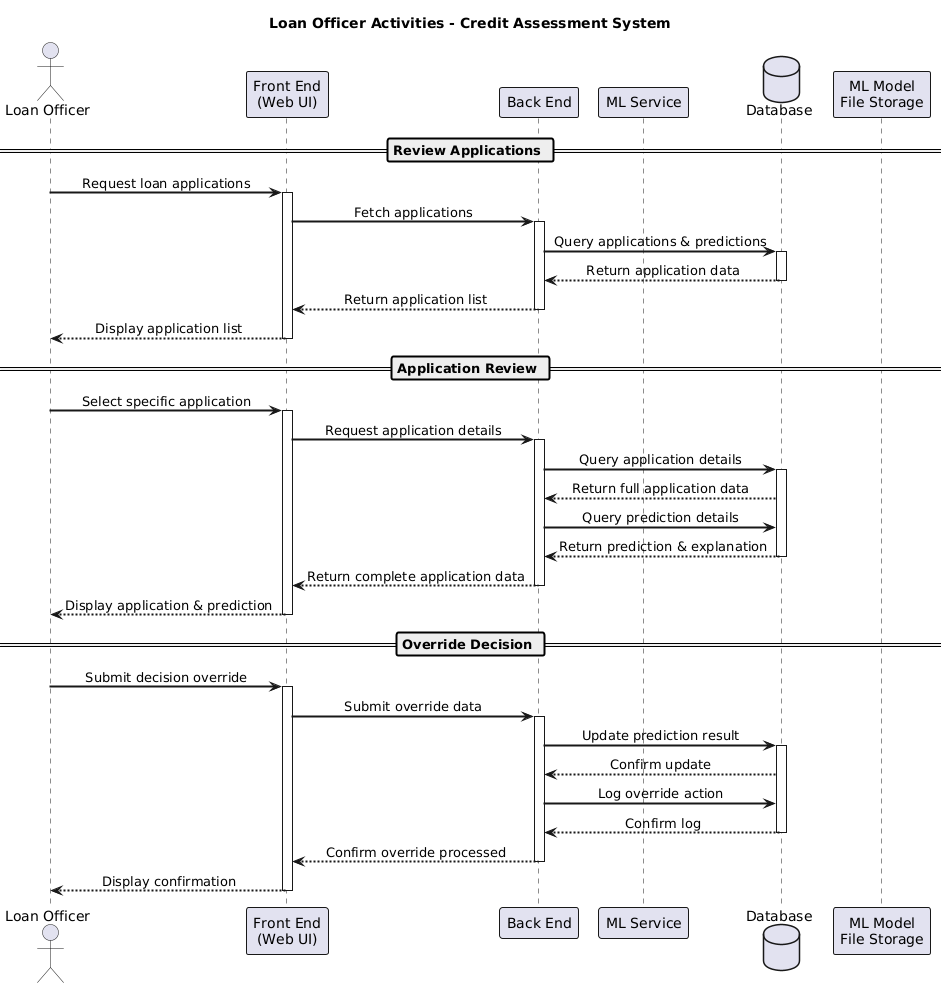 Loan Officer Activities - Credit Assessment System
Loan Officer
Front End
(Web UI)
Back End
ML Service
Database
ML Model
File Storage
Review Applications
Request loan applications
Fetch applications
Query applications & predictions
Return application data
Return application list
Display application list
Application Review
Select specific application
Request application details
Query application details
Return full application data
Query prediction details
Return prediction & explanation
Return complete application data
Display application & prediction
Override Decision
Submit decision override
Submit override data
Update prediction result
Confirm update
Log override action
Confirm log
Confirm override processed
Display confirmation
Loan Officer
Front End
(Web UI)
Back End
ML Service
Database
ML Model
File Storage